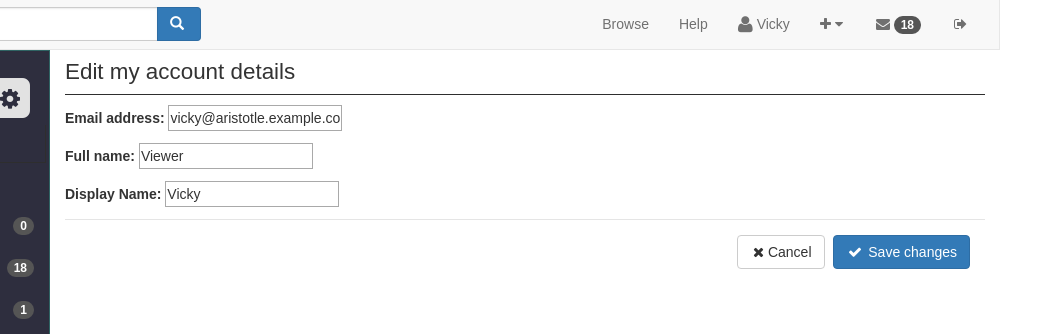 Browse Help Vicky 18
Edit my account details
Email address: vicky@aristotle.example.co
Full name: Viewer
Display Name: Vicky
0
Cancel Save changes
18
1